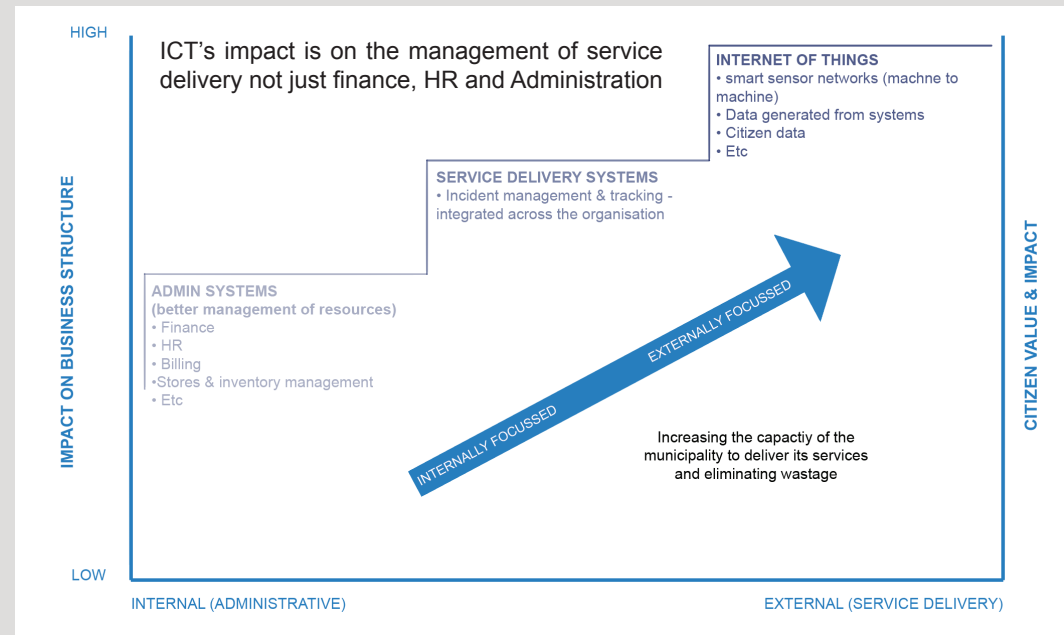 HIGH
ICT's impact is on the management of service
delivery not just finance, HR and Administration
INTERNET OF THINGS
• smart sensor networks (machne to
machine)
• Data generated from systems
• Citizen data
• Etc
SERVICE DELIVERY SYSTEMS
• Incident management & tracking -
integrated across the organisation
ADMIN SYSTEMS
(better management of resources)
• Finance
• HR
• Billing
•Stores & inventory management
• Etc
IMPACT ON BUSINESS STRUCTURE
CITIZEN VALUE & IMPACT
INTERNALLY FOCUSSED
EXTERNALLY FOCUSSED
Increasing the capactiy of the
municipality to deliver its services
and eliminating wastage
LOW
INTERNAL (ADMINISTRATIVE)
EXTERNAL (SERVICE DELIVERY)